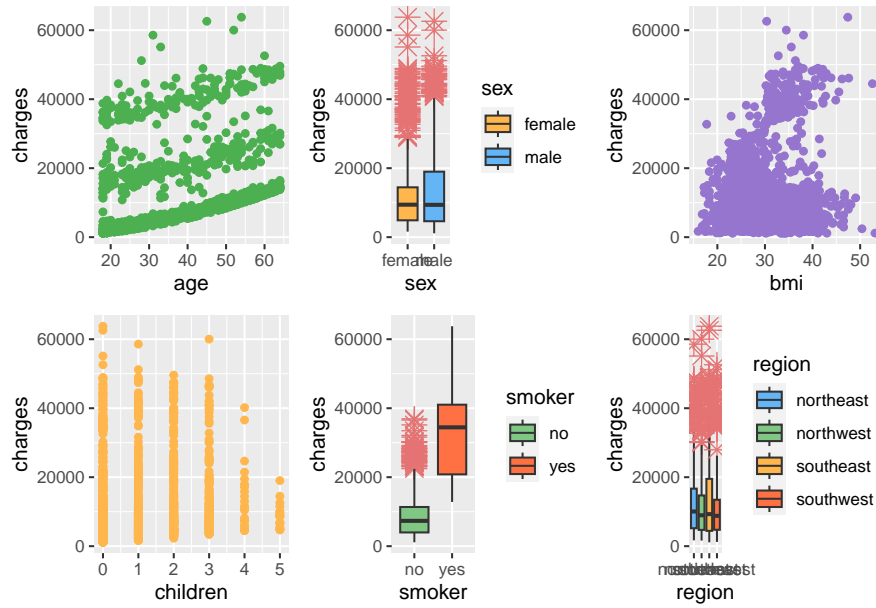 charges
60000
40000
20000
0
20 30 40 50 60
age
charges
60000
40000
20000
0
female male
sex
sex
female
male
charges
60000
40000
20000
0
20 30 40 50
bmi
charges
60000
40000
20000
0
0 1 2 3 4 5
children
charges
60000
40000
20000
0
no yes
smoker
smoker
no
yes
charges
60000
40000
20000
0
region
region
northeast
northwest
southeast
southwest